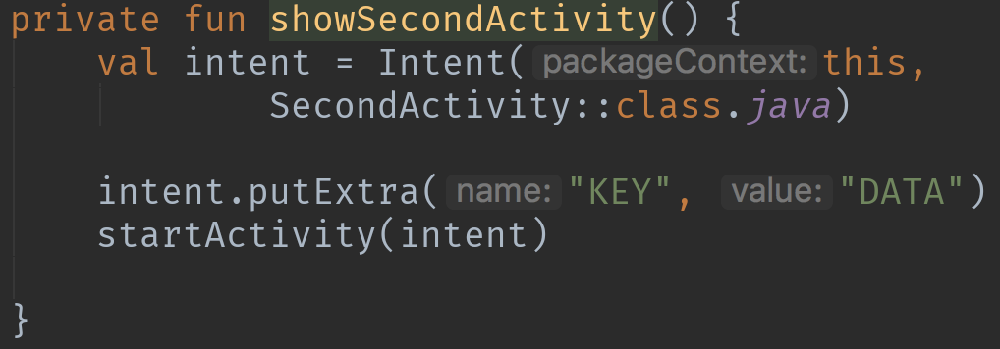 private fun showSecondActivity() {
val intent = Intent( packageContext: this,
SecondActivity::class.java)
intent.putExtra( name: "KEY", value: "DATA")
startActivity(intent)
}